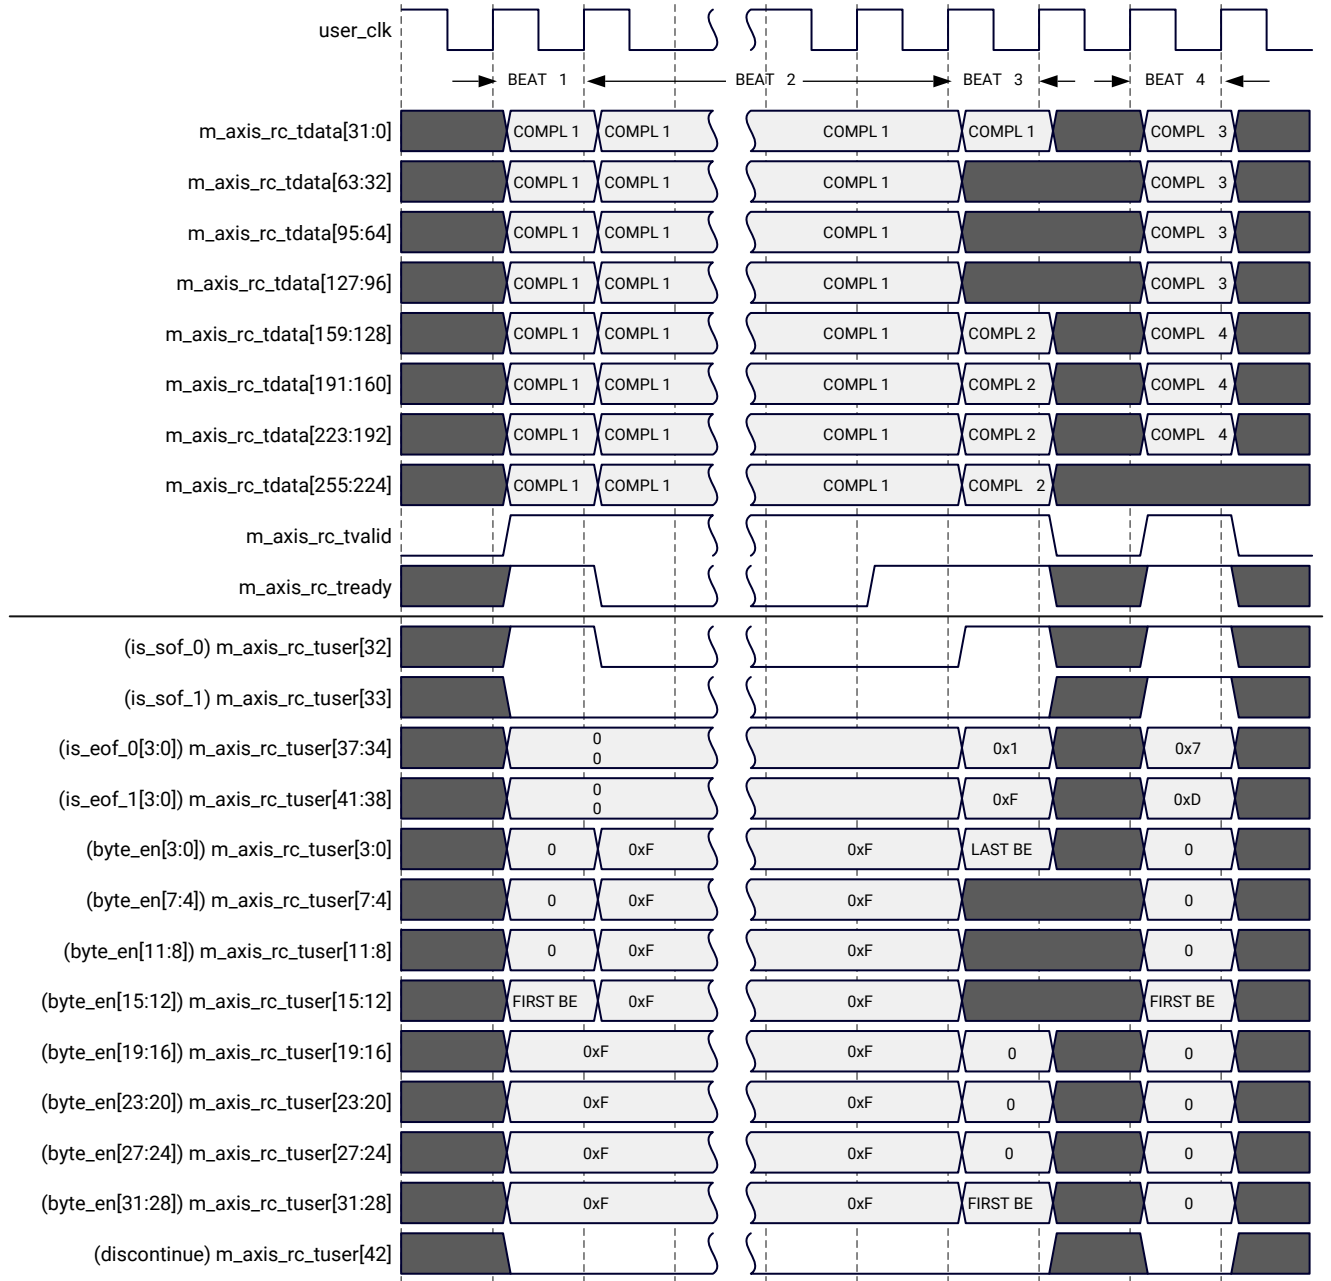 user_clk
BEAT 1 BEAT 2 BEAT 3 BEAT 4
m_axis_rc_tdata[31:0] COMPL 1 COMPL 1 COMPL 1 COMPL 1 COMPL 3
m_axis_rc_tdata[63:32] COMPL 1 COMPL 1 COMPL 1 COMPL 3
m_axis_rc_tdata[95:64] COMPL 1 COMPL 1 COMPL 1 COMPL 3
m_axis_rc_tdata[127:96] COMPL 1 COMPL 1 COMPL 1 COMPL 3
m_axis_rc_tdata[159:128] COMPL 1 COMPL 1 COMPL 1 COMPL 2 COMPL 4
m_axis_rc_tdata[191:160] COMPL 1 COMPL 1 COMPL 1 COMPL 2 COMPL 4
m_axis_rc_tdata[223:192] COMPL 1 COMPL 1 COMPL 1 COMPL 2 COMPL 4
m_axis_rc_tdata[255:224] COMPL 1 COMPL 1 COMPL 1 COMPL 2
m_axis_rc_tvalid
m_axis_rc_tready
(is_sof_0) m_axis_rc_tuser[32]
(is_sof_1) m_axis_rc_tuser[33]
0
(is_eof_0[3:0]) m_axis_rc_tuser[37:34] 0x1 0x7
0
0
(is_eof_1[3:0]) m_axis_rc_tuser[41:38] 0xF 0xD
0
(byte_en[3:0]) m_axis_rc_tuser[3:0] 0 0xF 0xF LAST BE 0
(byte_en[7:4]) m_axis_rc_tuser[7:4] 0 0xF 0xF 0
(byte_en[11:8]) m_axis_rc_tuser[11:8] 0 0xF 0xF 0
(byte_en[15:12]) m_axis_rc_tuser[15:12] FIRST BE 0xF 0xF FIRST BE
(byte_en[19:16]) m_axis_rc_tuser[19:16] 0xF 0xF 0 0
(byte_en[23:20]) m_axis_rc_tuser[23:20] 0xF 0xF 0 0
(byte_en[27:24]) m_axis_rc_tuser[27:24] 0xF 0xF 0 0
(byte_en[31:28]) m_axis_rc_tuser[31:28] 0xF 0xF FIRST BE 0
(discontinue) m_axis_rc_tuser[42]